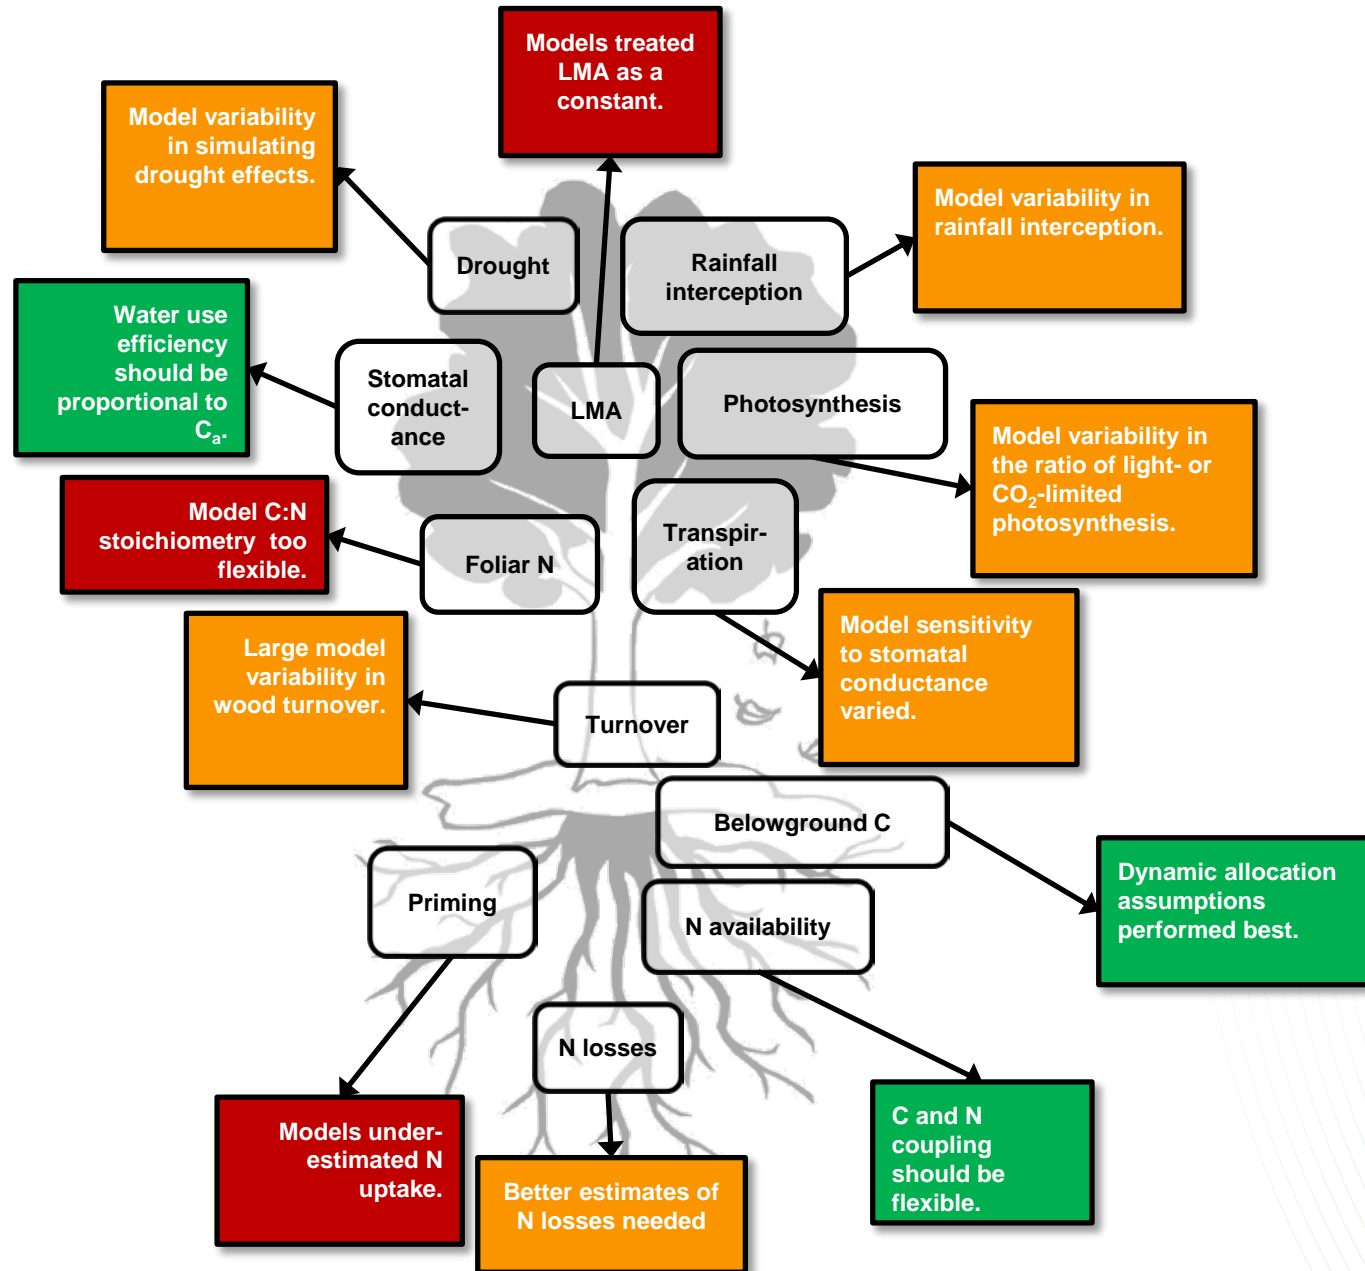 Models treated
LMA as a
constant.
Model variability
in simulating
drought effects.
Model variability in
rainfall interception.
Drought
Rainfall
interception
Water use
efficiency
should be
proportional to
Cₐ.
Stomatal
conduct-
ance
LMA
Photosynthesis
Model variability in
the ratio of light- or
CO₂-limited
photosynthesis.
Model C:N
stoichiometry too
flexible.
Foliar N
Transpir-
ation
Large model
variability in
wood turnover.
Model sensitivity
to stomatal
conductance
varied.
Turnover
Belowground C
Dynamic allocation
assumptions
performed best.
Priming
N availability
N losses
Models under-
estimated N
uptake.
Better estimates of
N losses needed
C and N
coupling
should be
flexible.